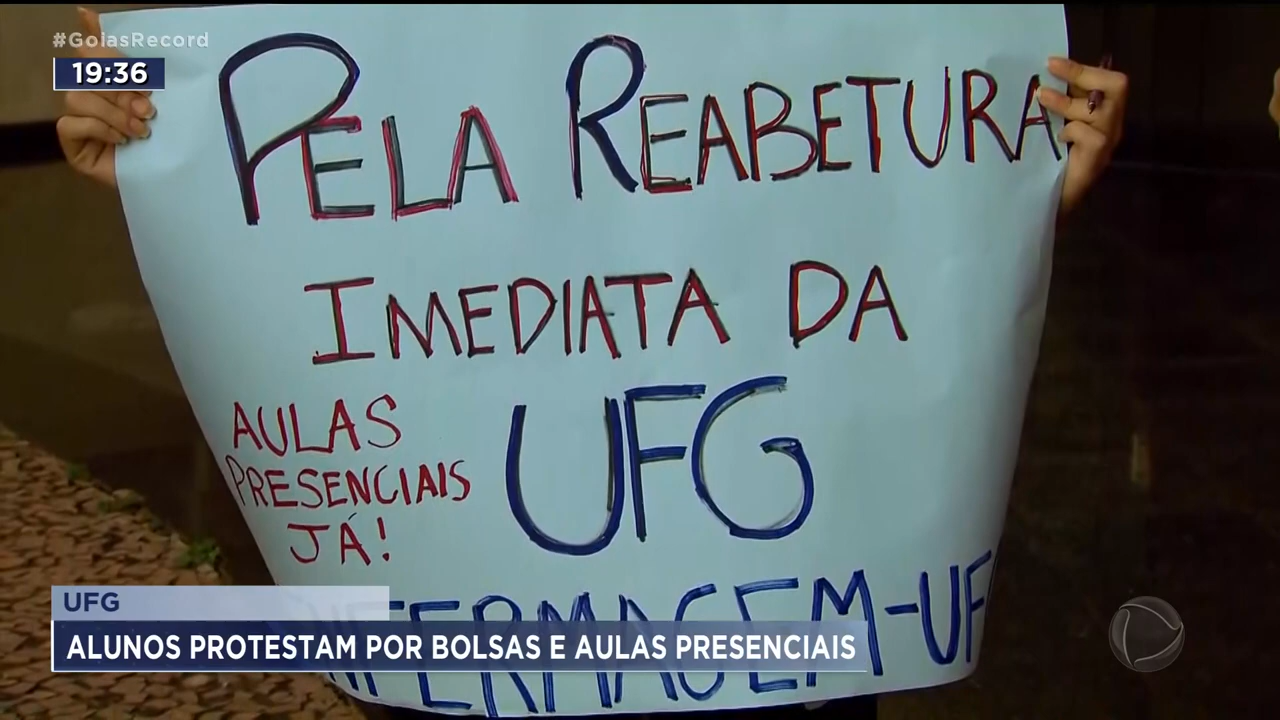 #GoiasRecord
19:36
PELA REABETURA
IMEDIATA DA
UFG
AULAS
PRESENCIAIS
JÁ!
UFG
ALUNOS PROTESTAM POR BOLSAS E AULAS PRESENCIAIS